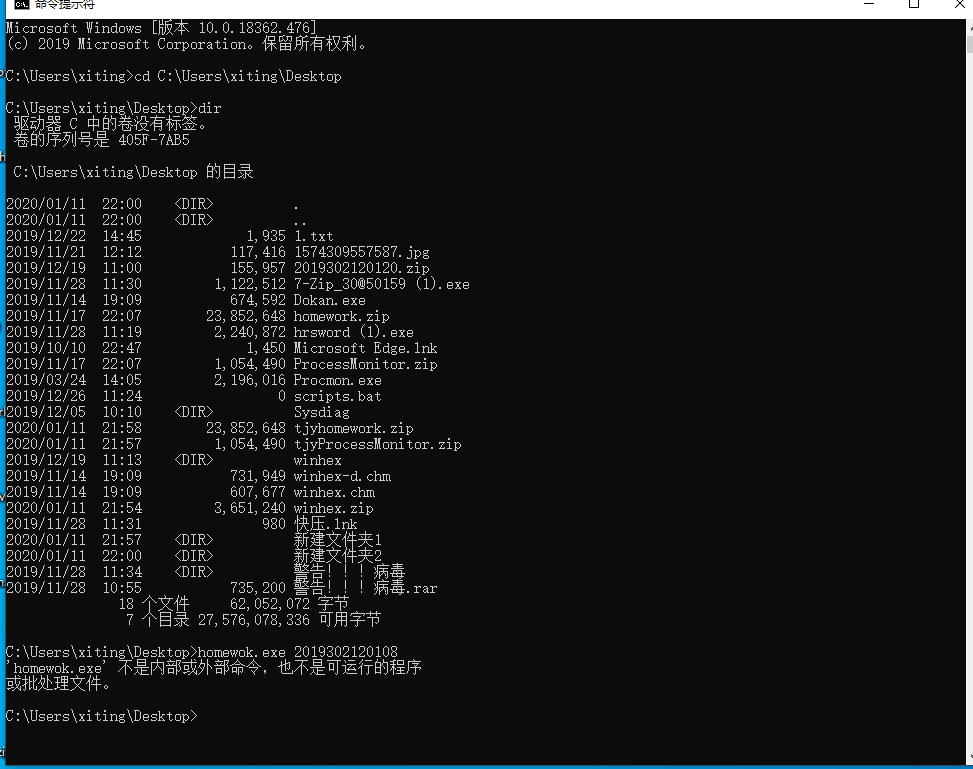 命令提示符
Microsoft Windows [版本 10.0.18362.476]
(c) 2019 Microsoft Corporation。保留所有权利。
C:\Users\xiting>cd C:\Users\xiting\Desktop
C:\Users\xiting\Desktop>dir
驱动器 C 中的卷没有标签。
卷的序列号是 405F-7AB5
C:\Users\xiting\Desktop 的目录
2020/01/11  22:00    <DIR>          .
2020/01/11  22:00    <DIR>          ..
2019/12/22  14:45             1,935 1.txt
2019/11/21  12:12           117,416 1574309557587.jpg
2019/12/19  11:00           155,957 2019302120120.zip
2019/11/28  11:30         1,122,512 7-Zip_30@50159 (1).exe
2019/11/14  19:09           674,592 Dokan.exe
2019/11/17  22:07        23,852,648 homework.zip
2019/11/28  11:19         2,240,872 hrsword (1).exe
2019/10/10  22:47             1,450 Microsoft Edge.lnk
2019/11/17  22:07         1,054,490 ProcessMonitor.zip
2019/03/24  14:05         2,196,016 Procmon.exe
2019/12/26  11:24                 0 scripts.bat
2019/12/05  10:10    <DIR>          Sysdiag
2020/01/11  21:58        23,852,648 tjyhomework.zip
2020/01/11  21:57         1,054,490 tjyProcessMonitor.zip
2019/12/19  11:13    <DIR>          winhex
2019/11/14  19:09           731,949 winhex-d.chm
2019/11/14  19:09           607,677 winhex.chm
2020/01/11  21:54         3,651,240 winhex.zip
2019/11/28  11:31               980 快压.lnk
2020/01/11  21:57    <DIR>          新建文件夹1
2020/01/11  22:00    <DIR>          新建文件夹2
2019/11/28  11:34    <DIR>          警告！！！病毒
2019/11/28  10:55           735,200 警告！！！病毒.rar
18 个文件     62,052,072 字节
7 个目录 27,576,078,336 可用字节
C:\Users\xiting\Desktop>homewok.exe 2019302120108
'homewok.exe' 不是内部或外部命令，也不是可运行的程序
或批处理文件。
C:\Users\xiting\Desktop>